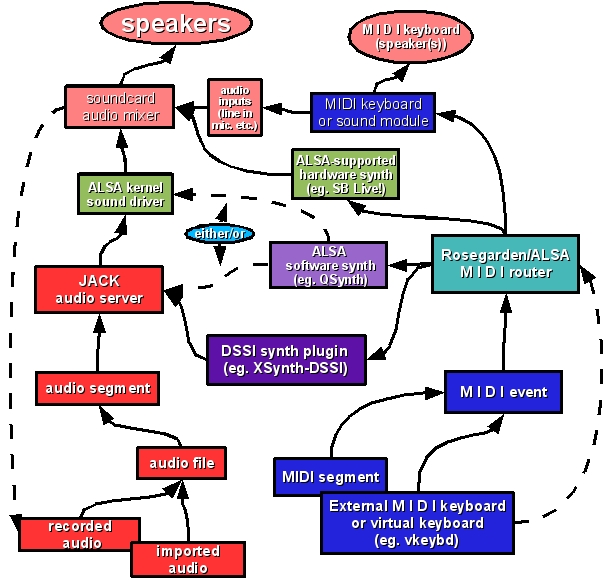 speakers
M I D I keyboard
(speaker(s))
soundcard
audio mixer
audio
inputs
(line in
mic. etc.)
MIDI keyboard
or sound module
ALSA-supported
hardware synth
(eg. SB Live!)
ALSA kernel
sound driver
either/or
ALSA
software synth
(eg. QSynth)
Rosegarden/ALSA
M I D I router
JACK
audio server
DSSI synth plugin
(eg. XSynth-DSSI)
audio segment
M I D I event
audio file
MIDI segment
External M I D I keyboard
or virtual keyboard
(eg. vkeybd)
recorded
audio
imported
audio